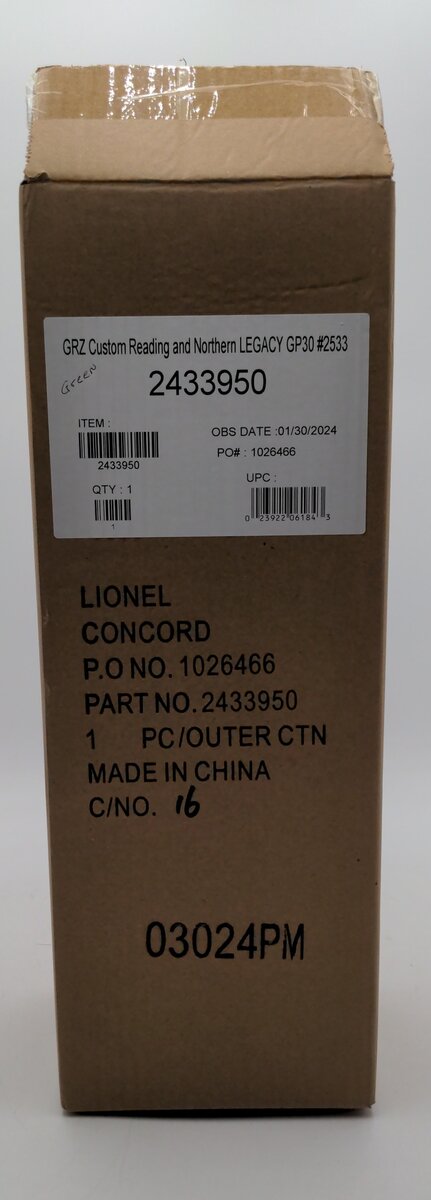 GRZ Custom Reading and Northern LEGACY GP30 #2533
GREEN
2433950
ITEM :
2433950
OBS DATE :01/30/2024
PO# : 1026466
QTY : 1
1
UPC :
0 23922 06184 3
LIONEL
CONCORD
P.O NO. 1026466
PART NO. 2433950
1 PC/OUTER CTN
MADE IN CHINA
C/NO. 16
03024PM